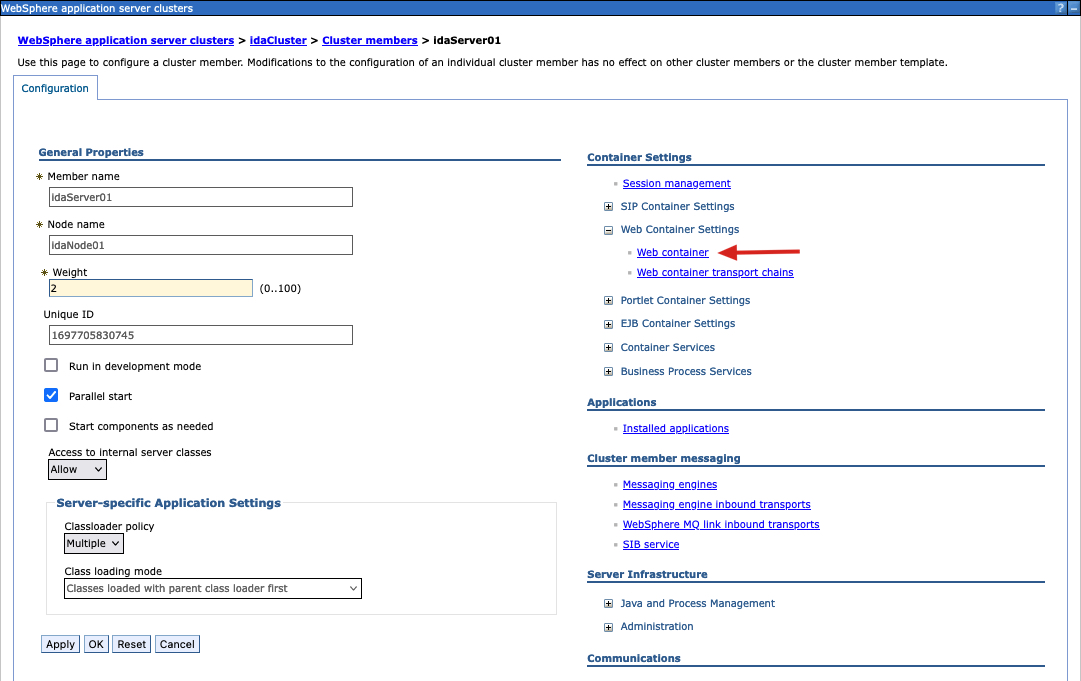 WebSphere application server clusters
? –
WebSphere application server clusters > idaCluster > Cluster members > idaServer01
Use this page to configure a cluster member. Modifications to the configuration of an individual cluster member has no effect on other cluster members or the cluster member template.
Configuration
General Properties
* Member name
idaServer01
* Node name
idaNode01
* Weight
2 (0..100)
Unique ID
1697705830745
Run in development mode
Parallel start
Start components as needed
Access to internal server classes
Allow
Server-specific Application Settings
Classloader policy
Multiple
Class loading mode
Classes loaded with parent class loader first
Apply OK Reset Cancel
Container Settings
Session management
SIP Container Settings
Web Container Settings
Web container
Web container transport chains
Portlet Container Settings
EJB Container Settings
Container Services
Business Process Services
Applications
Installed applications
Cluster member messaging
Messaging engines
Messaging engine inbound transports
WebSphere MQ link inbound transports
SIB service
Server Infrastructure
Java and Process Management
Administration
Communications